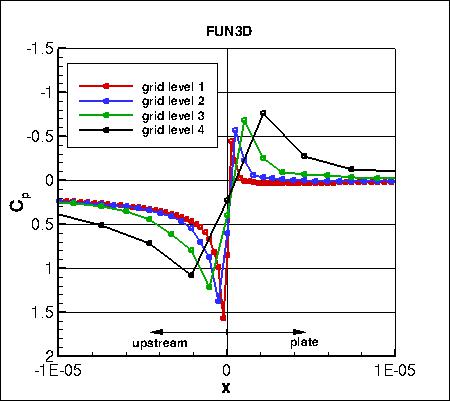 FUN3D
-1.5
-1
-0.5
0
0.5
1
1.5
2
Cp
grid level 1
grid level 2
grid level 3
grid level 4
upstream
plate
-1E-05
0
1E-05
x